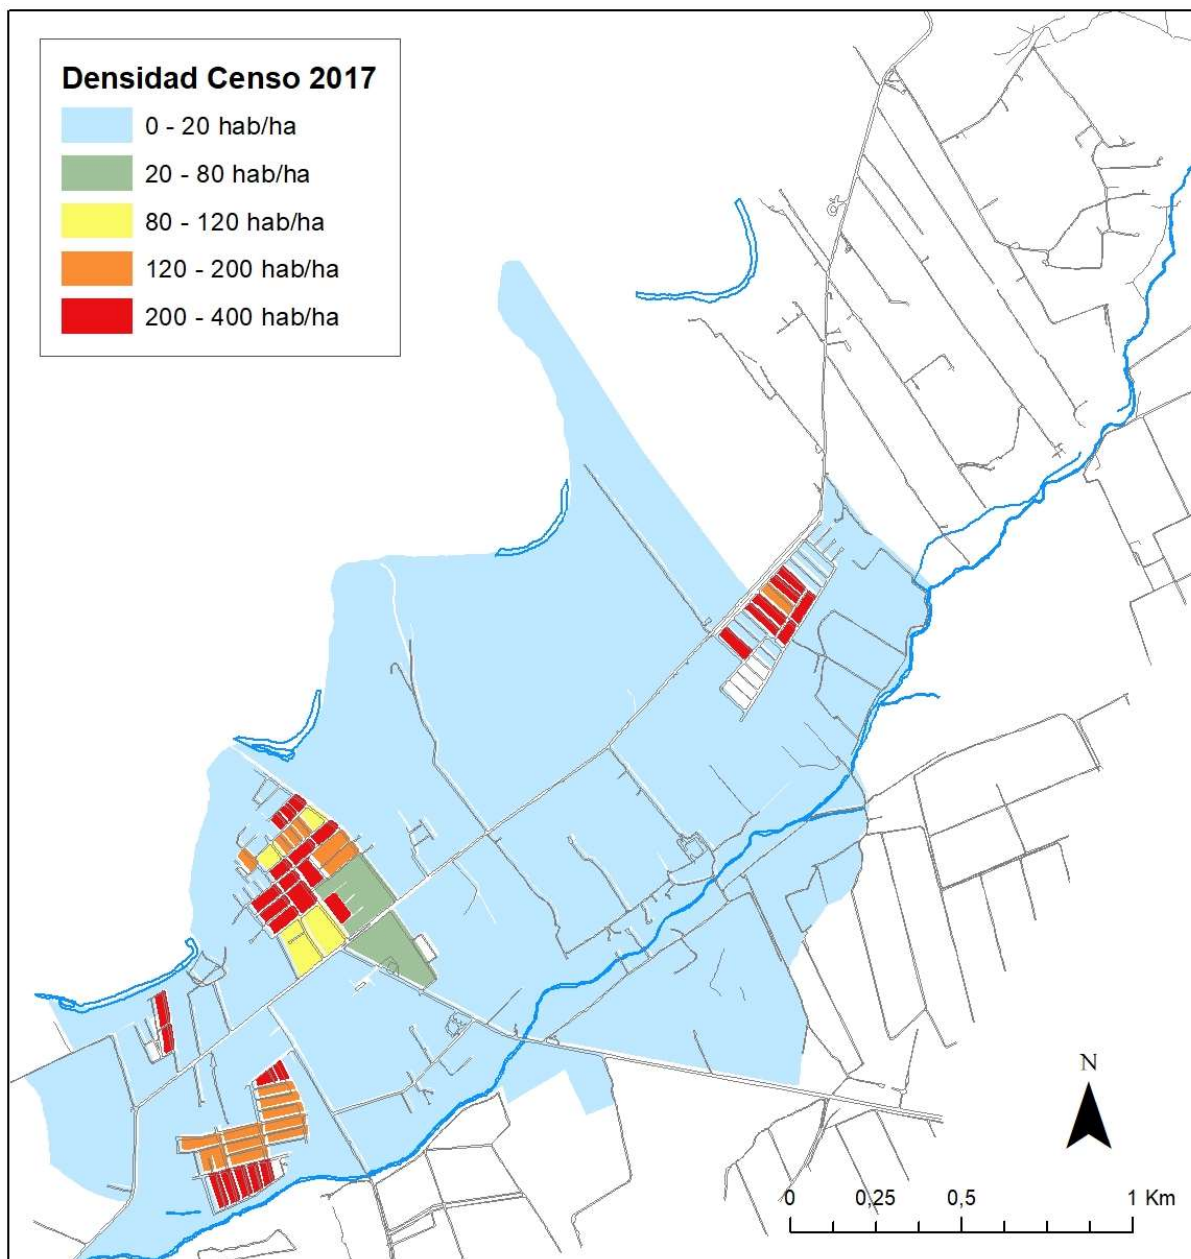 Densidad Censo 2017
0 - 20 hab/ha
20 - 80 hab/ha
80 - 120 hab/ha
120 - 200 hab/ha
200 - 400 hab/ha
N
0 0,25 0,5 1 Km